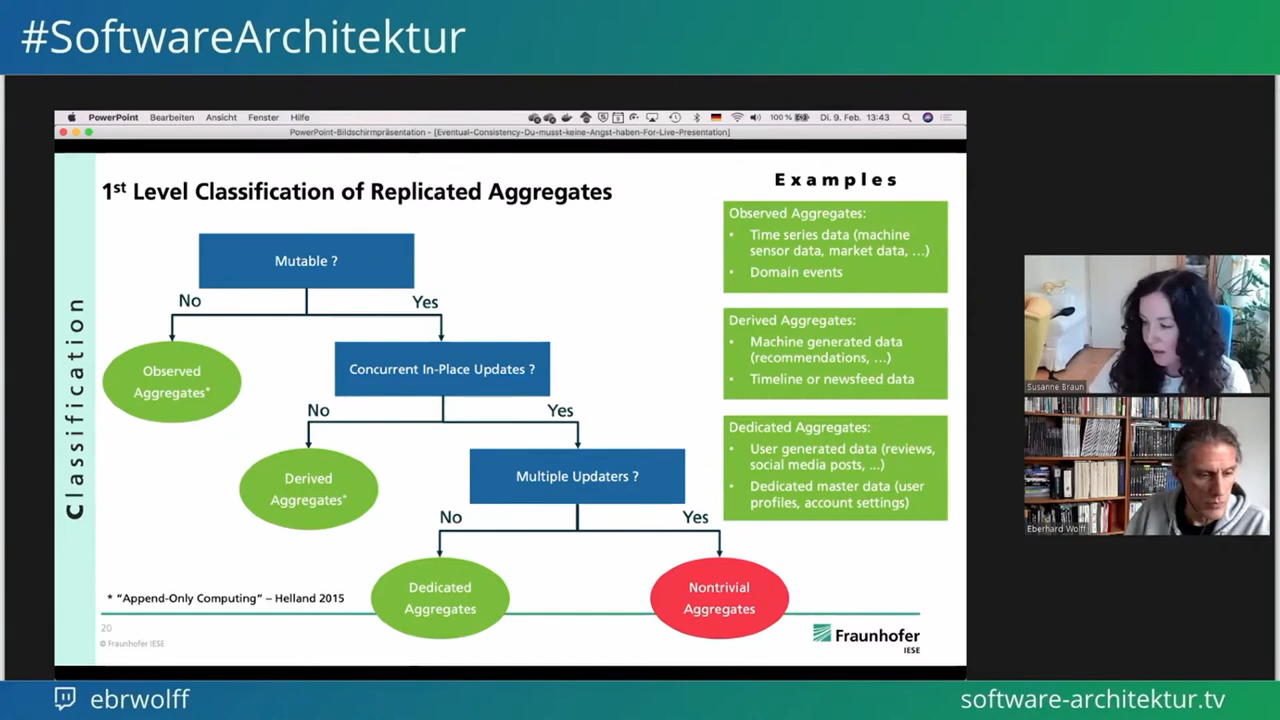 #SoftwareArchitektur
PowerPoint Bearbeiten Ansicht Fenster Hilfe
100 % Di. 9. Feb. 13:43
PowerPoint-Bildschirmpräsentation - [Eventual-Consistency-Du-musst-keine-Angst-haben-For-Live-Presentation]
Classification
1st Level Classification of Replicated Aggregates
Mutable ?
No
Yes
Observed
Aggregates*
Concurrent In-Place Updates ?
No
Yes
Derived
Aggregates*
Multiple Updaters ?
No
Yes
Dedicated
Aggregates
Nontrivial
Aggregates
* “Append-Only Computing” – Helland 2015
20
© Fraunhofer IESE
Examples
Observed Aggregates:
• Time series data (machine
sensor data, market data, …)
• Domain events
Derived Aggregates:
• Machine generated data
(recommendations, …)
• Timeline or newsfeed data
Dedicated Aggregates:
• User generated data (reviews,
social media posts, ...)
• Dedicated master data (user
profiles, account settings)
Fraunhofer
IESE
Susanne Braun
Eberhard Wolff
ebrwolff
software-architektur.tv